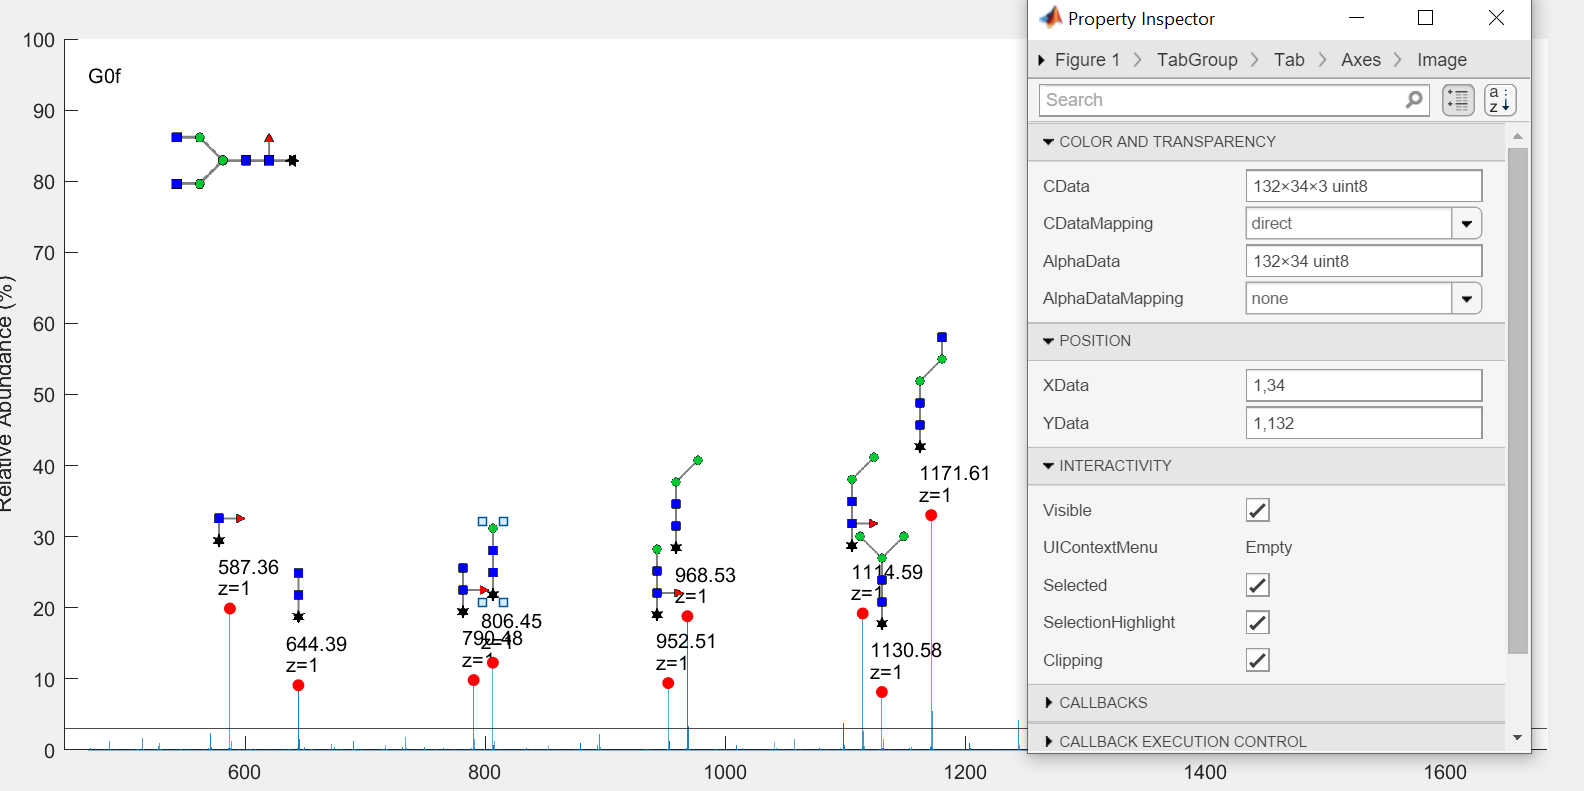 100
90
80
70
60
50
40
30
20
10
0
Relative Abundance (%)
G0f
587.36
z=1
644.39
z=1
790.48
z=1
806.45
z=1
952.51
z=1
968.53
z=1
1114.59
z=1
1130.58
z=1
1171.61
z=1
600
800
1000
1200
1400
1600
Property Inspector
Figure 1 TabGroup Tab Axes Image
Search
a z
COLOR AND TRANSPARENCY
CData 132×34×3 uint8
CDataMapping direct
AlphaData 132×34 uint8
AlphaDataMapping none
POSITION
XData 1,34
YData 1,132
INTERACTIVITY
Visible
UIContextMenu Empty
Selected
SelectionHighlight
Clipping
CALLBACKS
CALLBACK EXECUTION CONTROL